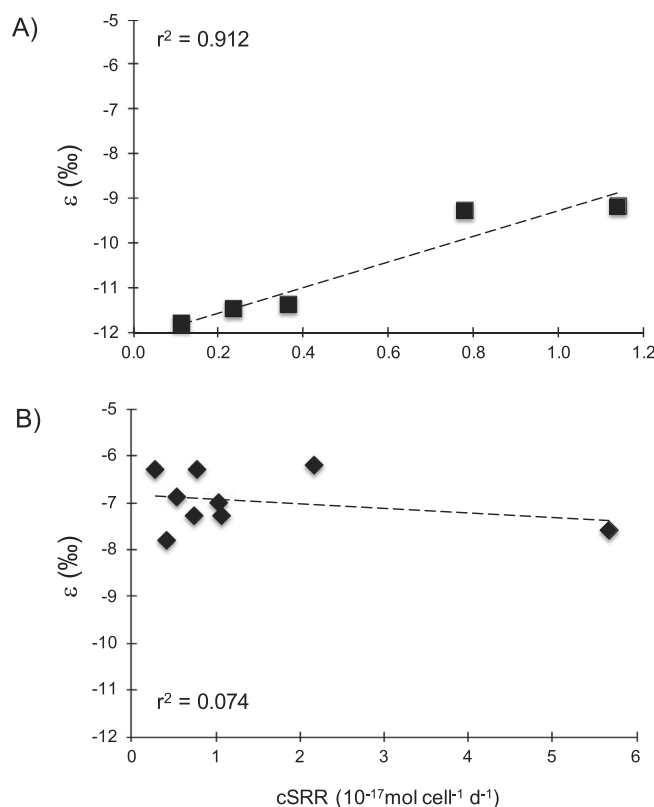 A)
r² = 0.912
-5
-6
-7
-8
-9
-10
-11
-12
ε (‰)
0.0 0.2 0.4 0.6 0.8 1.0 1.2
B)
-5
-6
-7
-8
-9
-10
-11
-12
ε (‰)
r² = 0.074
0 1 2 3 4 5 6
cSRR (10⁻¹⁷mol cell⁻¹ d⁻¹)